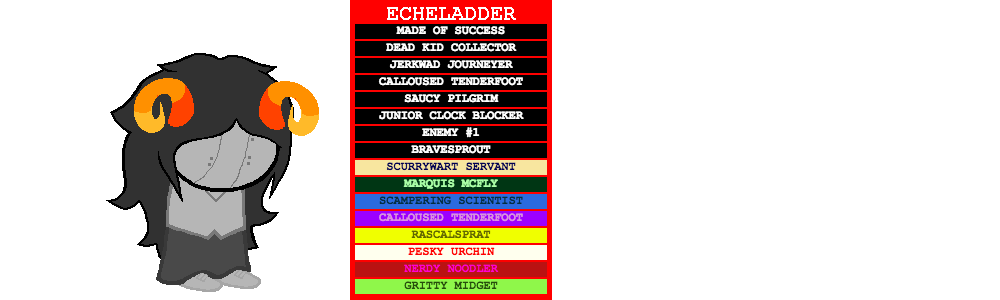 ECHELADDER
MADE OF SUCCESS
DEAD KID COLLECTOR
JERKWAD JOURNEYER
CALLOUSED TENDERFOOT
SAUCY PILGRIM
JUNIOR CLOCK BLOCKER
ENEMY #1
BRAVESPROUT
SCURRYWART SERVANT
MARQUIS MCFLY
SCAMPERING SCIENTIST
CALLOUSED TENDERFOOT
RASCALSPRAT
PESKY URCHIN
NERDY NOODLER
GRITTY MIDGET